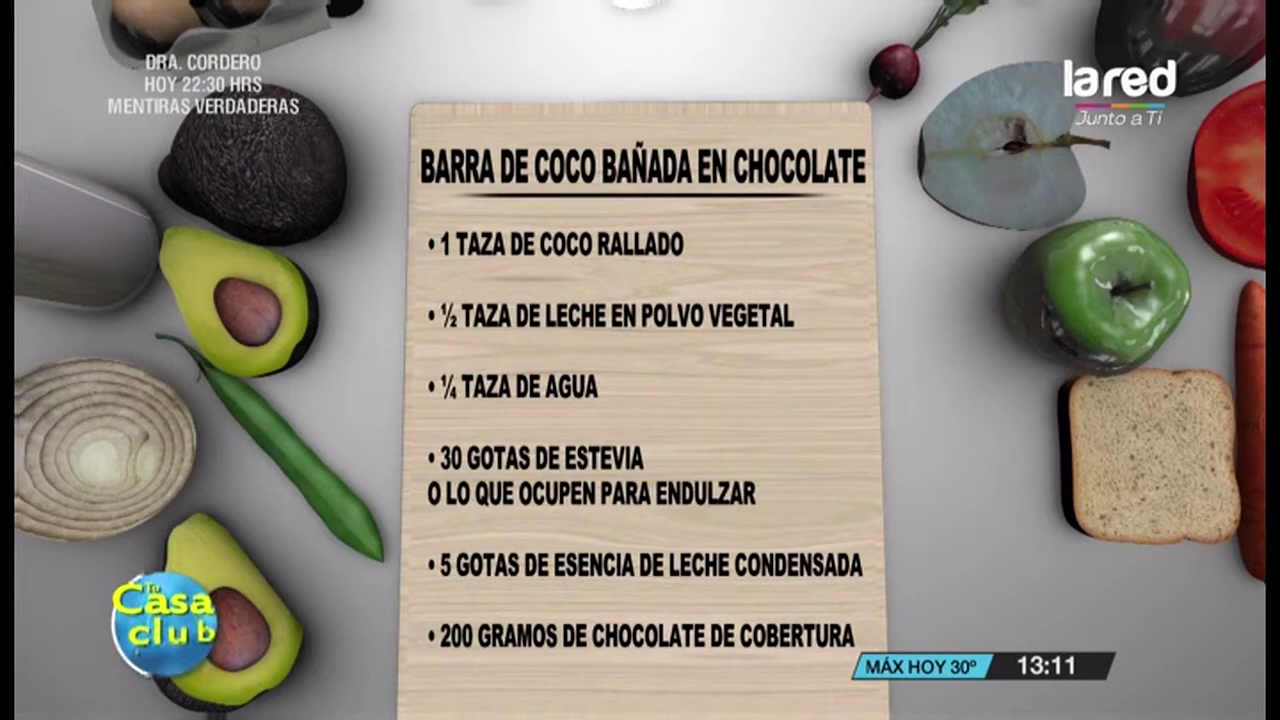 DRA. CORDERO
HOY 22:30 HRS
MENTIRAS VERDADERAS
lared
Junto a Ti
BARRA DE COCO BAÑADA EN CHOCOLATE
• 1 TAZA DE COCO RALLADO
• ½ TAZA DE LECHE EN POLVO VEGETAL
• ¼ TAZA DE AGUA
• 30 GOTAS DE ESTEVIA
O LO QUE OCUPEN PARA ENDULZAR
• 5 GOTAS DE ESENCIA DE LECHE CONDENSADA
• 200 GRAMOS DE CHOCOLATE DE COBERTURA
Tu
Casa
club
MÁX HOY 30º
13:11